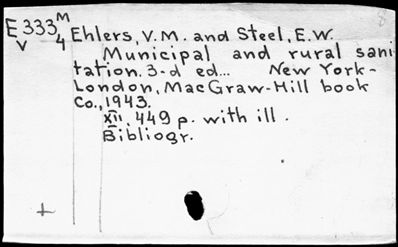 E 333 M Ehlers, V. M. and Steel, E. W.
V 4 Municipal and rural sani
tation. 3-d ed... New York-
London, MacGraw-Hill book
Co., 1943.
XII, 449 p. with ill.
Bibliogr.
+